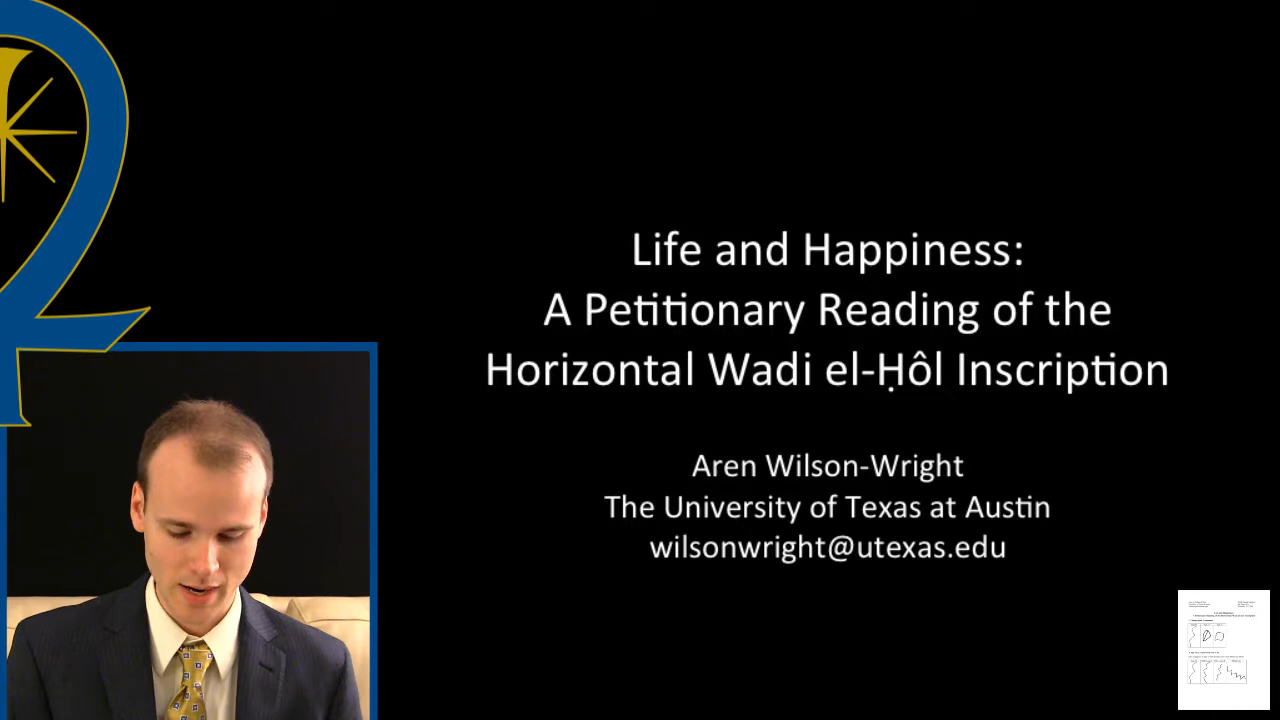 Life and Happiness:
A Petitionary Reading of the
Horizontal Wadi el-Ḥôl Inscription
Aren Wilson-Wright
The University of Texas at Austin
wilsonwright@utexas.edu